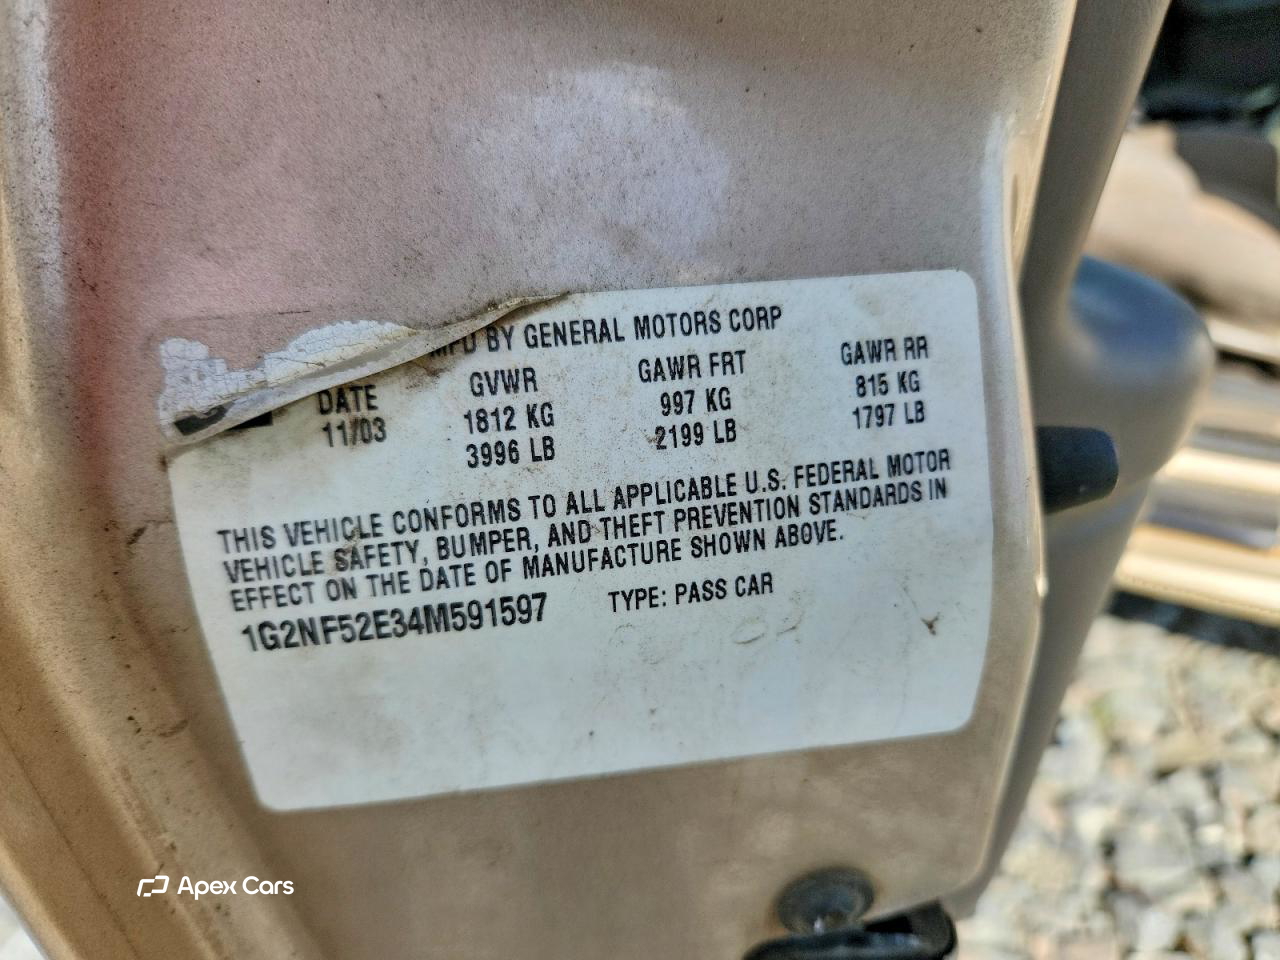 MFD BY GENERAL MOTORS CORP
DATE GVWR GAWR FRT GAWR RR
11/03 1812 KG 997 KG 815 KG
3996 LB 2199 LB 1797 LB
THIS VEHICLE CONFORMS TO ALL APPLICABLE U.S. FEDERAL MOTOR
VEHICLE SAFETY, BUMPER, AND THEFT PREVENTION STANDARDS IN
EFFECT ON THE DATE OF MANUFACTURE SHOWN ABOVE.
1G2NF52E34M591597 TYPE: PASS CAR
Apex Cars